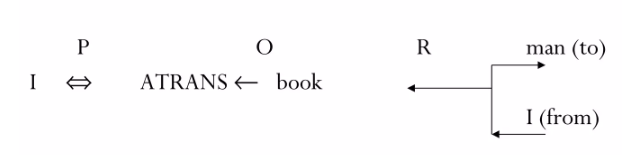 P O R man (to)
I ⇔ ATRANS ← book
I (from)